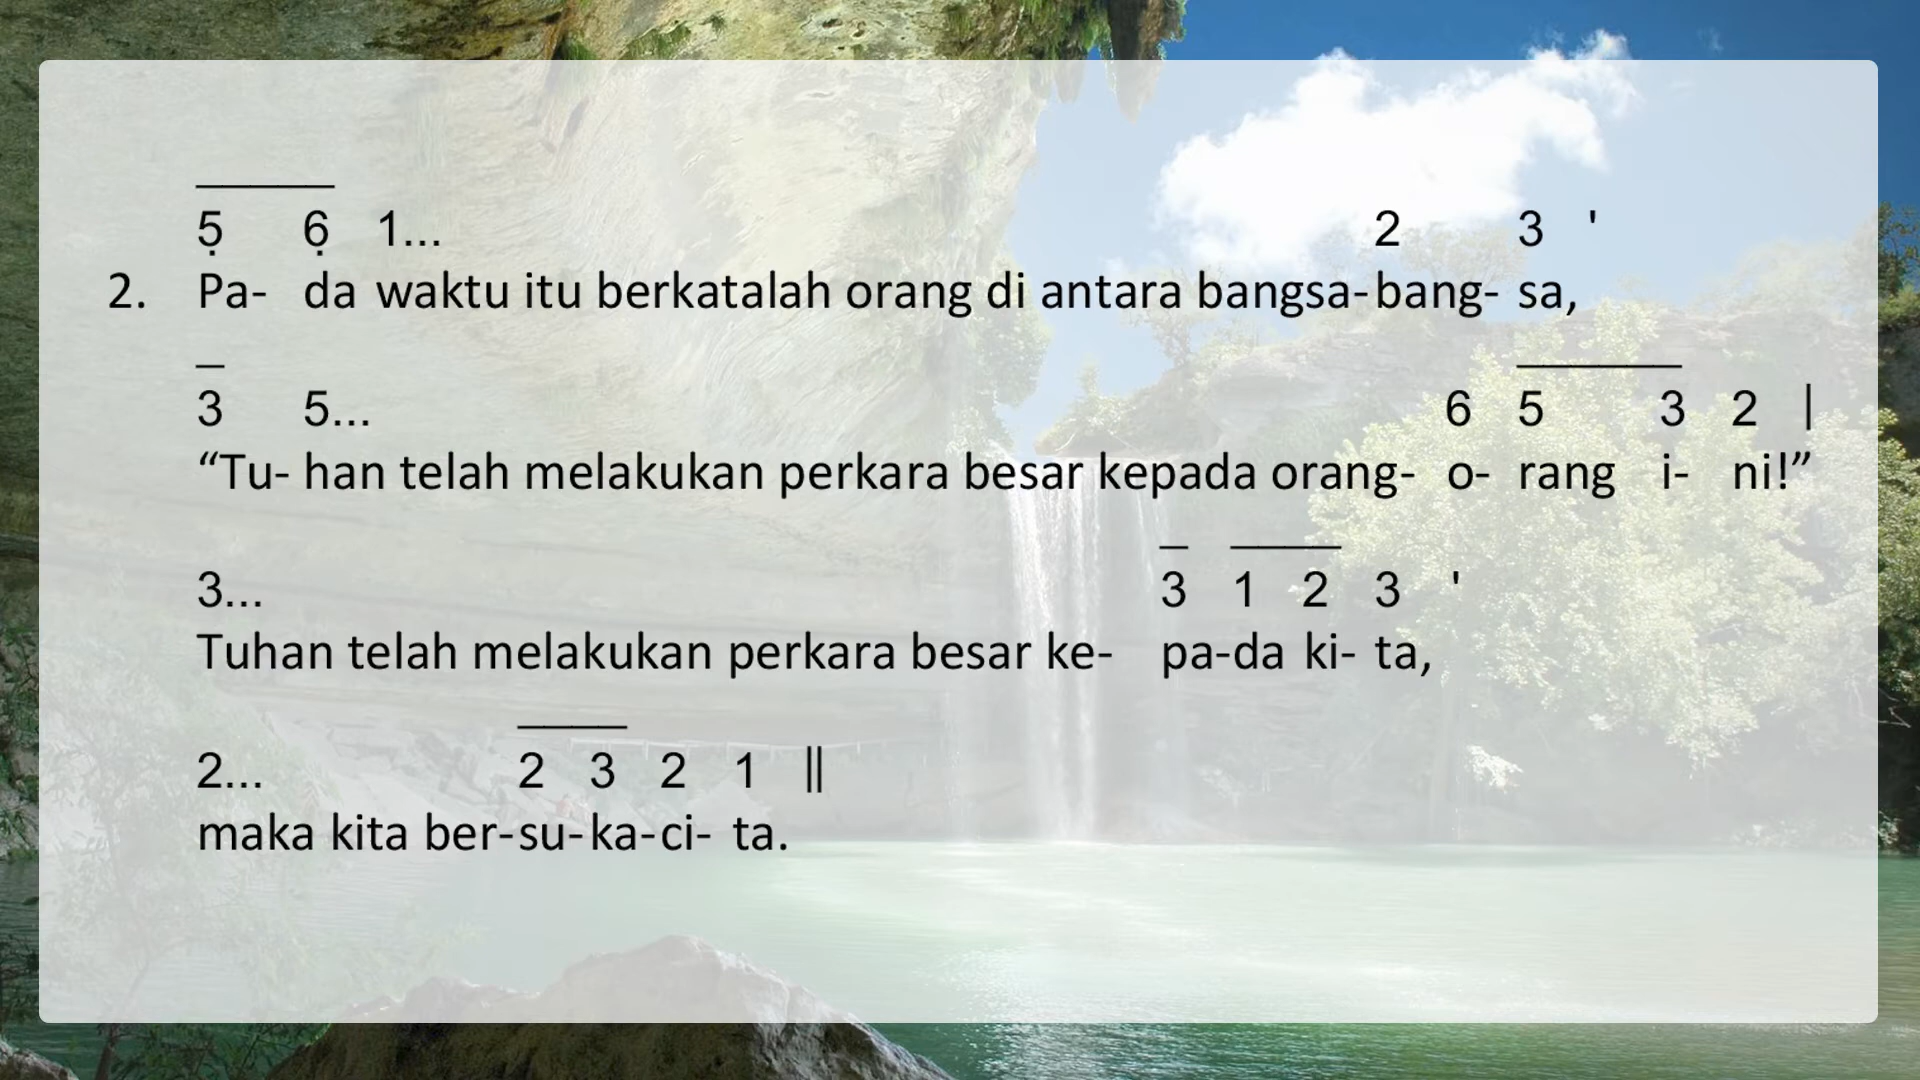 5̣ 6̣ 1... 2 3 '
2. Pa- da waktu itu berkatalah orang di antara bangsa-bang- sa,
3 5... 6 5 3 2 |
“Tu- han telah melakukan perkara besar kepada orang- o- rang i- ni!”
3... 3 1 2 3 '
Tuhan telah melakukan perkara besar ke- pa-da ki- ta,
2... 2 3 2 1 ||
maka kita ber-su-ka-ci- ta.